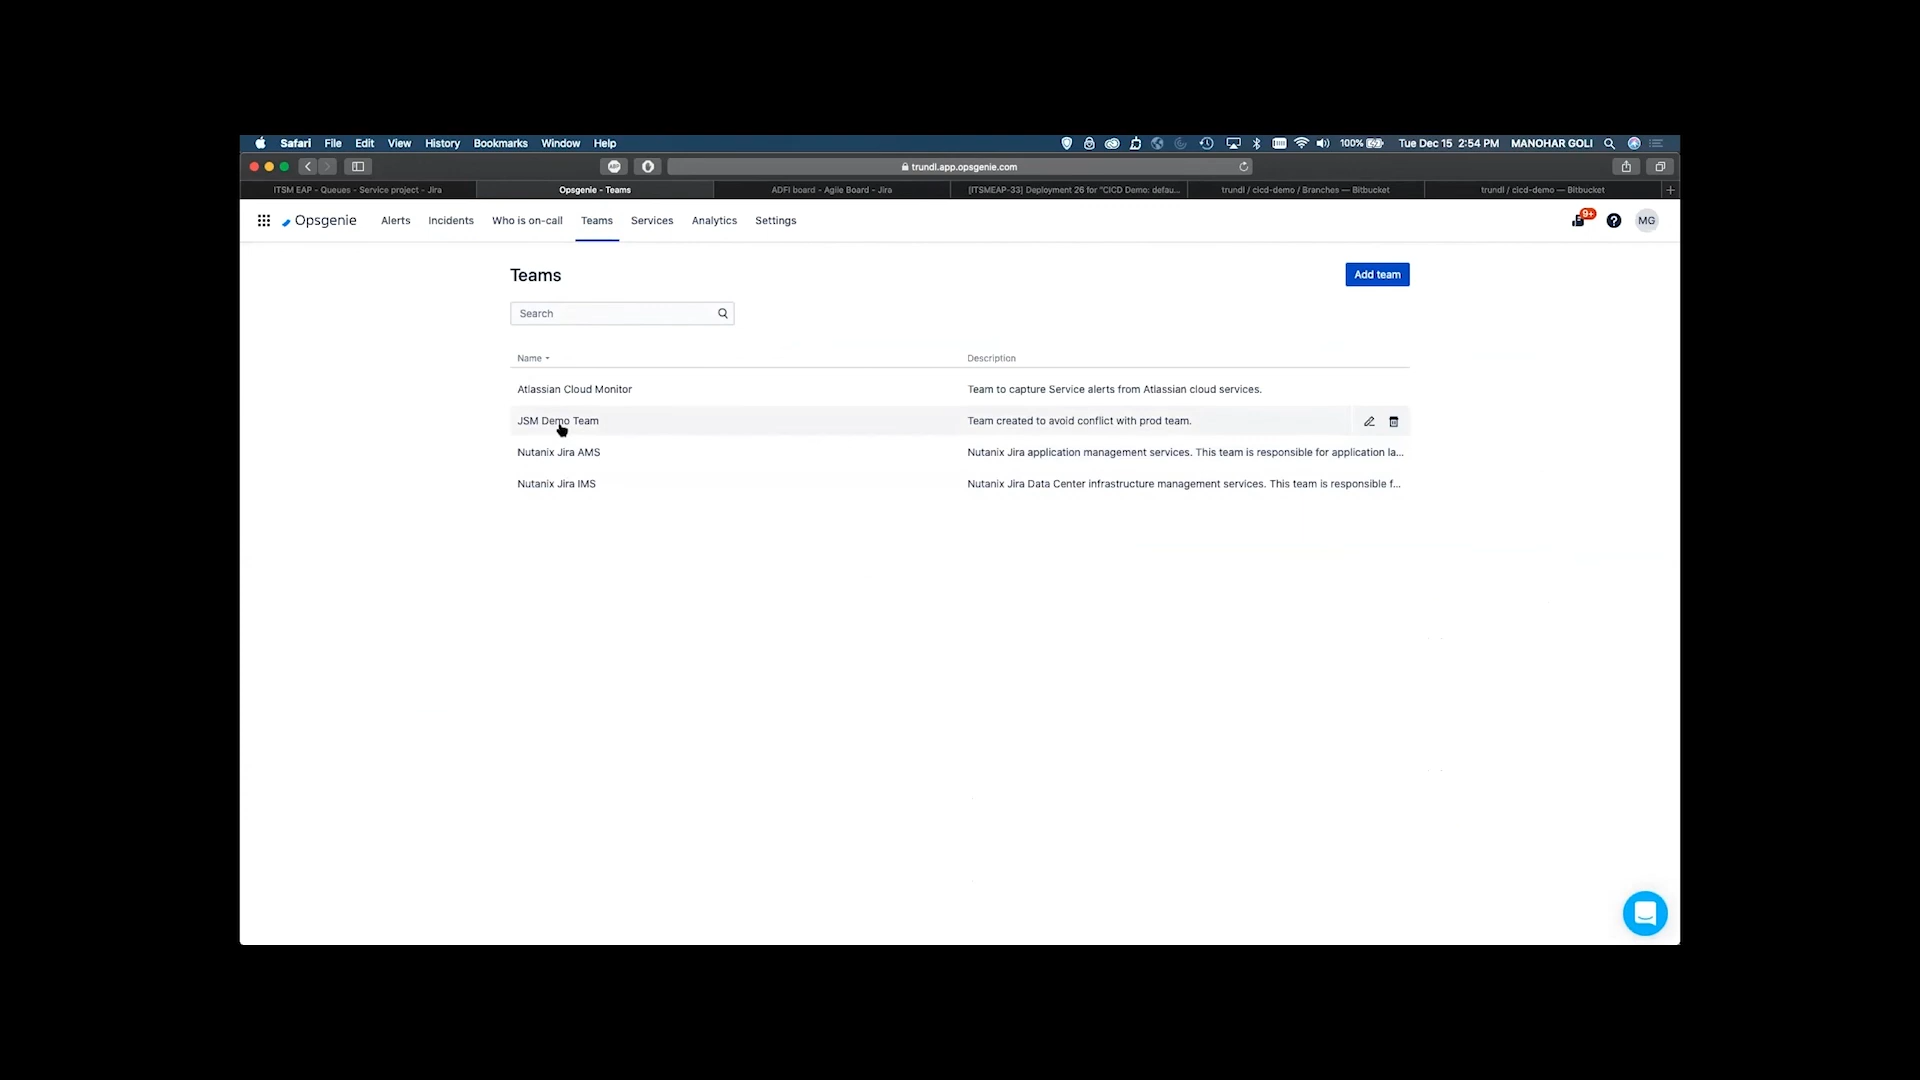 Safari File Edit View History Bookmarks Window Help 100% Tue Dec 15 2:54 PM MANOHAR GOLI
ABP trundl.app.opsgenie.com
ITSM EAP - Queues - Service project - Jira Opsgenie - Teams ADFI board - Agile Board - Jira [ITSMEAP-33] Deployment 26 for "CICD Demo: defau... trundl / cicd-demo / Branches — Bitbucket trundl / cicd-demo — Bitbucket
Opsgenie Alerts Incidents Who is on-call Teams Services Analytics Settings 9+ MG
Teams Add team
Search
Name Description
Atlassian Cloud Monitor Team to capture Service alerts from Atlassian cloud services.
JSM Demo Team Team created to avoid conflict with prod team.
Nutanix Jira AMS Nutanix Jira application management services. This team is responsible for application la...
Nutanix Jira IMS Nutanix Jira Data Center infrastructure management services. This team is responsible f...